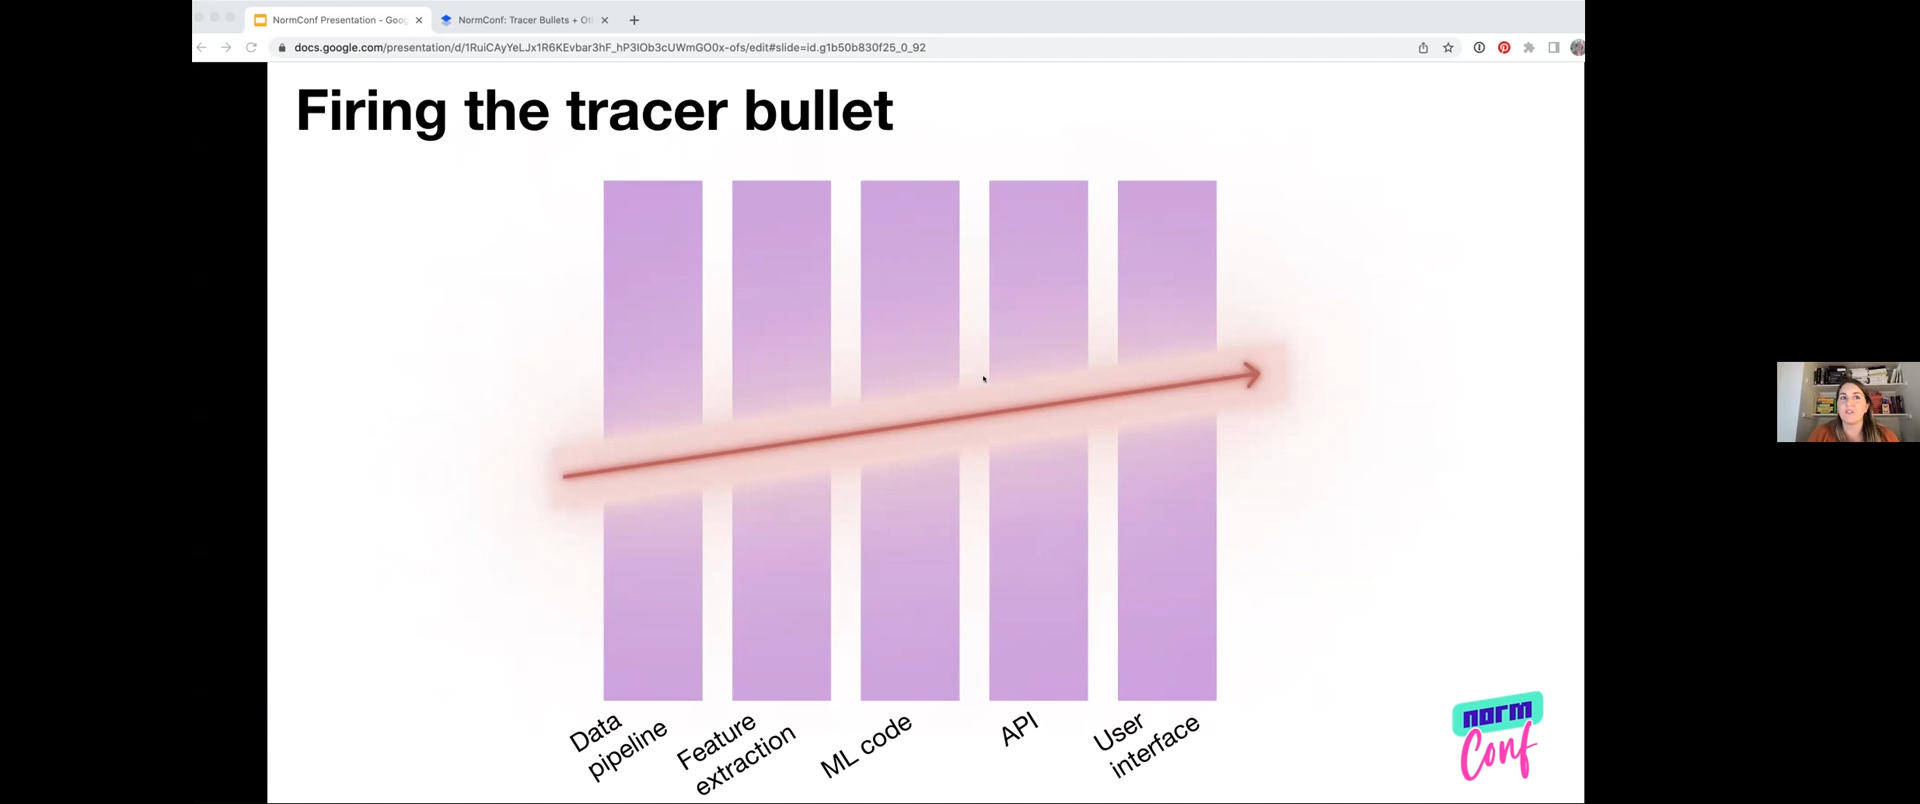 NormConf Presentation - Goog
NormConf: Tracer Bullets + Ot
docs.google.com/presentation/d/1RuiCAyYeLJx1R6KEvbar3hF_hP3IOb3cUWmGO0x-ofs/edit#slide=id.g1b50b830f25_0_92
Firing the tracer bullet
Data
pipeline
Feature
extraction
ML code
API
User
interface
norm
Conf